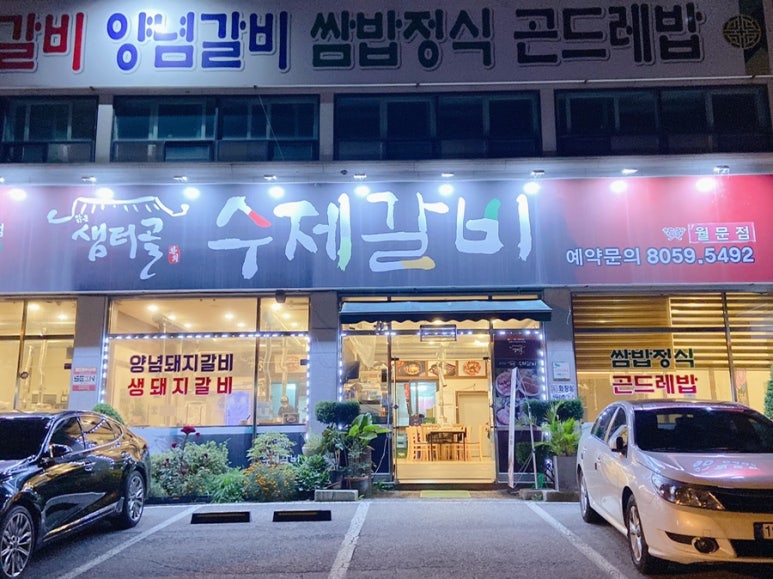 갈비 양념갈비 쌈밥정식 곤드레밥
샘터골 수제갈비
월문점
예약문의 8059.5492
양념돼지갈비
생돼지갈비
쌈밥정식
곤드레밥